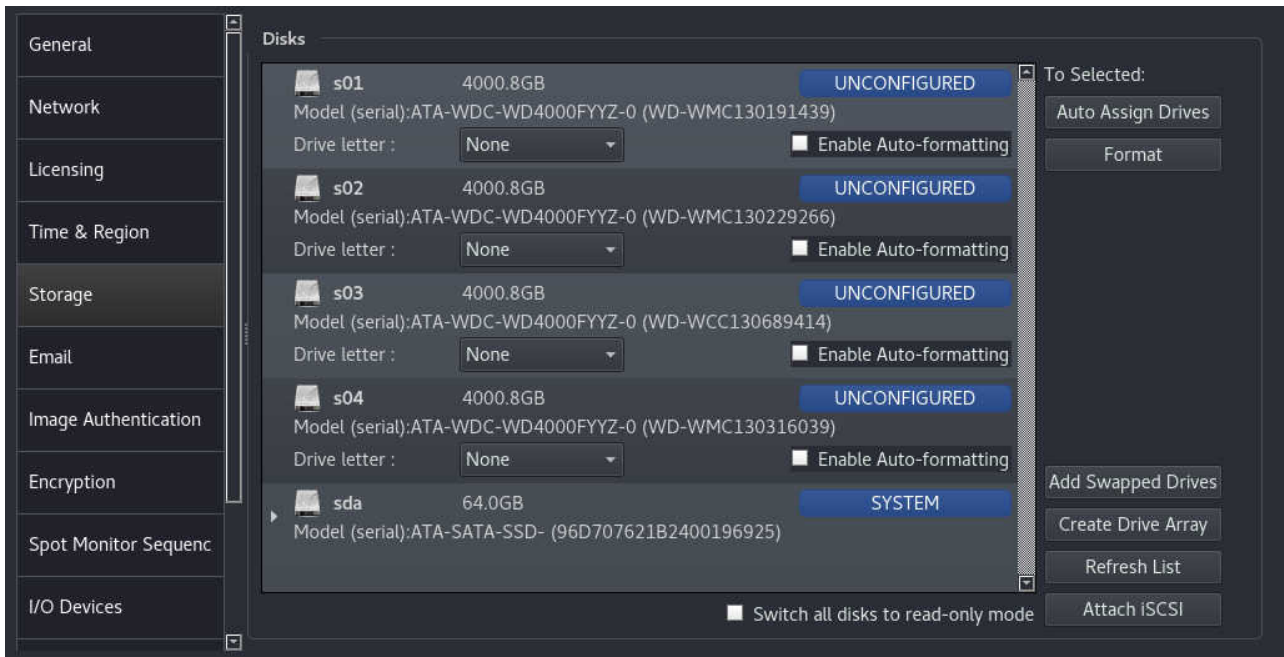 General
Network
Licensing
Time & Region
Storage
Email
Image Authentication
Encryption
Spot Monitor Sequenc
I/O Devices
Disks
s01 4000.8GB UNCONFIGURED
Model (serial):ATA-WDC-WD4000FYYZ-0 (WD-WMC130191439)
Drive letter : None Enable Auto-formatting
s02 4000.8GB UNCONFIGURED
Model (serial):ATA-WDC-WD4000FYYZ-0 (WD-WMC130229266)
Drive letter : None Enable Auto-formatting
s03 4000.8GB UNCONFIGURED
Model (serial):ATA-WDC-WD4000FYYZ-0 (WD-WCC130689414)
Drive letter : None Enable Auto-formatting
s04 4000.8GB UNCONFIGURED
Model (serial):ATA-WDC-WD4000FYYZ-0 (WD-WMC130316039)
Drive letter : None Enable Auto-formatting
sda 64.0GB SYSTEM
Model (serial):ATA-SATA-SSD- (96D707621B2400196925)
Switch all disks to read-only mode
To Selected:
Auto Assign Drives
Format
Add Swapped Drives
Create Drive Array
Refresh List
Attach iSCSI